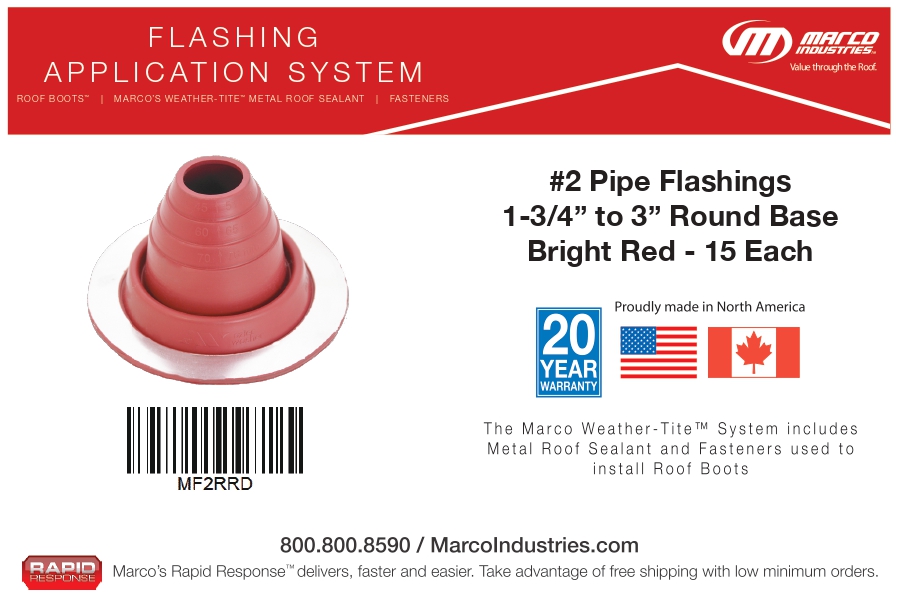 FLASHING
APPLICATION SYSTEM
ROOF BOOTS™ | MARCO'S WEATHER-TITE™ METAL ROOF SEALANT | FASTENERS
MARCO
INDUSTRIES™
Value through the Roof.
#2 Pipe Flashings
1-3/4” to 3” Round Base
Bright Red - 15 Each
Proudly made in North America
20
YEAR
WARRANTY
The Marco Weather-Tite™ System includes
Metal Roof Sealant and Fasteners used to
install Roof Boots
MF2RRD
800.800.8590 / MarcoIndustries.com
RAPID
RESPONSE
Marco's Rapid Response™ delivers, faster and easier. Take advantage of free shipping with low minimum orders.